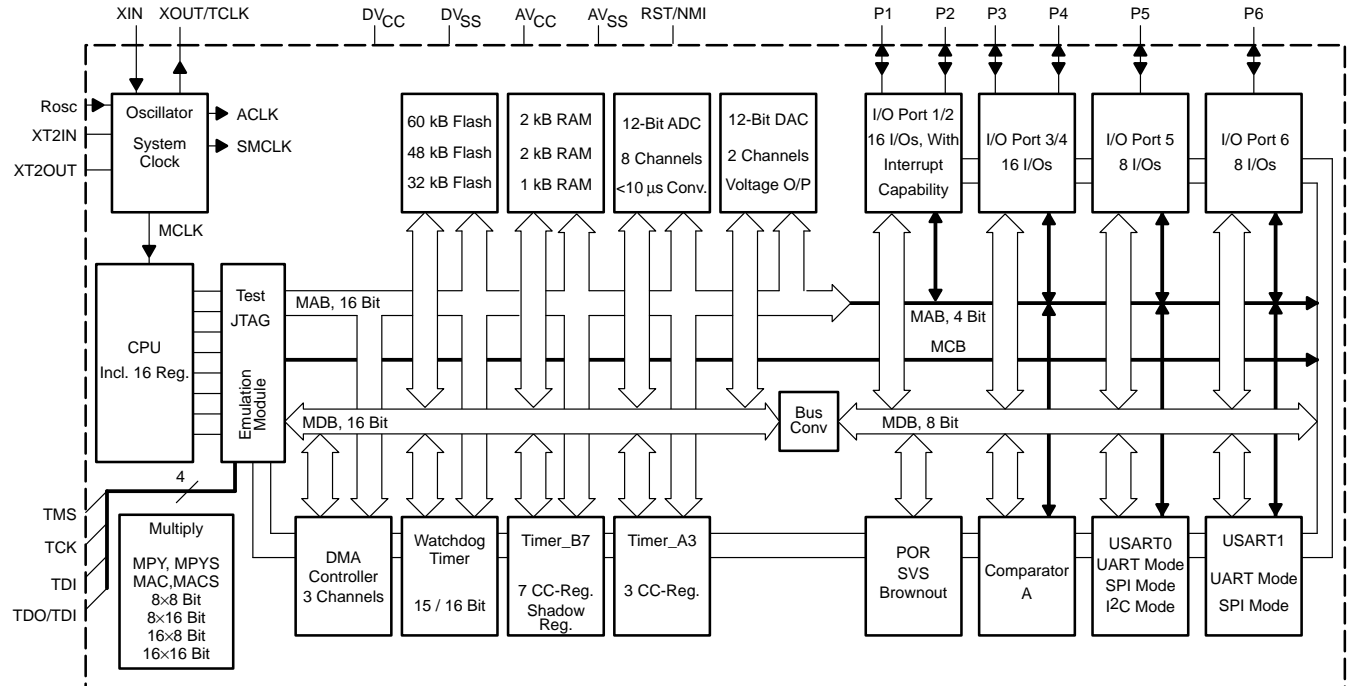 XIN
XOUT/TCLK
DVCC
DVSS
AVCC
AVSS
RST/NMI
P1
P2
P3
P4
P5
P6
Rosc
XT2IN
XT2OUT
Oscillator
System
Clock
ACLK
SMCLK
MCLK
60 kB Flash
48 kB Flash
32 kB Flash
2 kB RAM
2 kB RAM
1 kB RAM
12-Bit ADC
8 Channels
<10 μs Conv.
12-Bit DAC
2 Channels
Voltage O/P
I/O Port 1/2
16 I/Os, With
Interrupt
Capability
I/O Port 3/4
16 I/Os
I/O Port 5
8 I/Os
I/O Port 6
8 I/Os
CPU
Incl. 16 Reg.
Test
JTAG
Emulation
Module
MAB, 16 Bit
MAB, 4 Bit
MCB
MDB, 16 Bit
Bus
Conv
MDB, 8 Bit
4
TMS
TCK
TDI
TDO/TDI
Multiply
MPY, MPYS
MAC,MACS
8×8 Bit
8×16 Bit
16×8 Bit
16×16 Bit
DMA
Controller
3 Channels
Watchdog
Timer
15 / 16 Bit
Timer_B7
7 CC-Reg.
Shadow
Reg.
Timer_A3
3 CC-Reg.
POR
SVS
Brownout
Comparator
A
USART0
UART Mode
SPI Mode
I²C Mode
USART1
UART Mode
SPI Mode